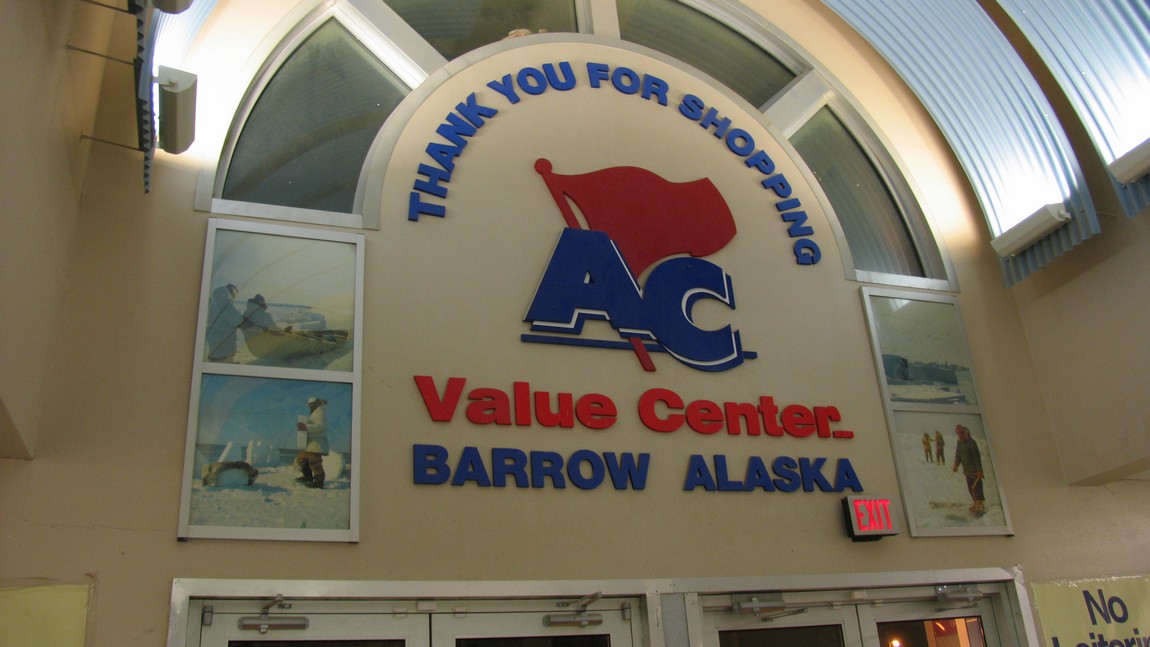 THANK YOU FOR SHOPPING
AC
Value Center
BARROW ALASKA
EXIT
No